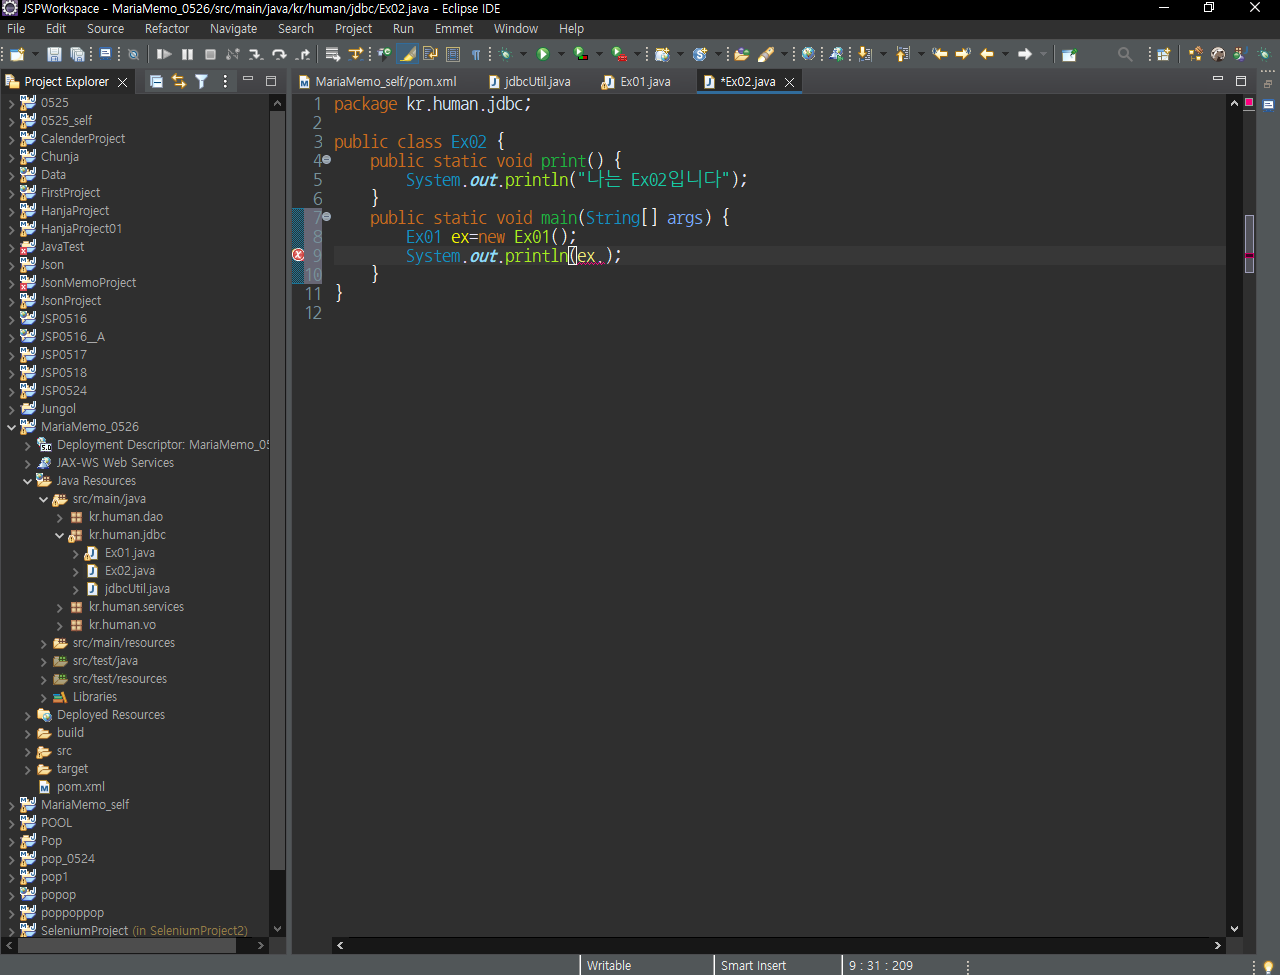 JSPWorkspace - MariaMemo_0526/src/main/java/kr/human/jdbc/Ex02.java - Eclipse IDE
File Edit Source Refactor Navigate Search Project Run Emmet Window Help
Project Explorer
MariaMemo_self/pom.xml jdbcUtil.java Ex01.java *Ex02.java
0525
0525_self
CalenderProject
Chunja
Data
FirstProject
HanjaProject
HanjaProject01
JavaTest
Json
JsonMemoProject
JsonProject
JSP0516
JSP0516__A
JSP0517
JSP0518
JSP0524
Jungol
MariaMemo_0526
Deployment Descriptor: MariaMemo_05
JAX-WS Web Services
Java Resources
src/main/java
kr.human.dao
kr.human.jdbc
Ex01.java
Ex02.java
jdbcUtil.java
kr.human.services
kr.human.vo
src/main/resources
src/test/java
src/test/resources
Libraries
Deployed Resources
build
src
target
pom.xml
MariaMemo_self
POOL
Pop
pop_0524
pop1
popop
poppoppop
SeleniumProject (in SeleniumProject2)
1 package kr.human.jdbc;
2
3 public class Ex02 {
4 public static void print() {
5 System.out.println("나는 Ex02입니다");
6 }
7 public static void main(String[] args) {
8 Ex01 ex=new Ex01();
9 System.out.println(ex.);
10 }
11 }
12
Writable Smart Insert 9 : 31 : 209